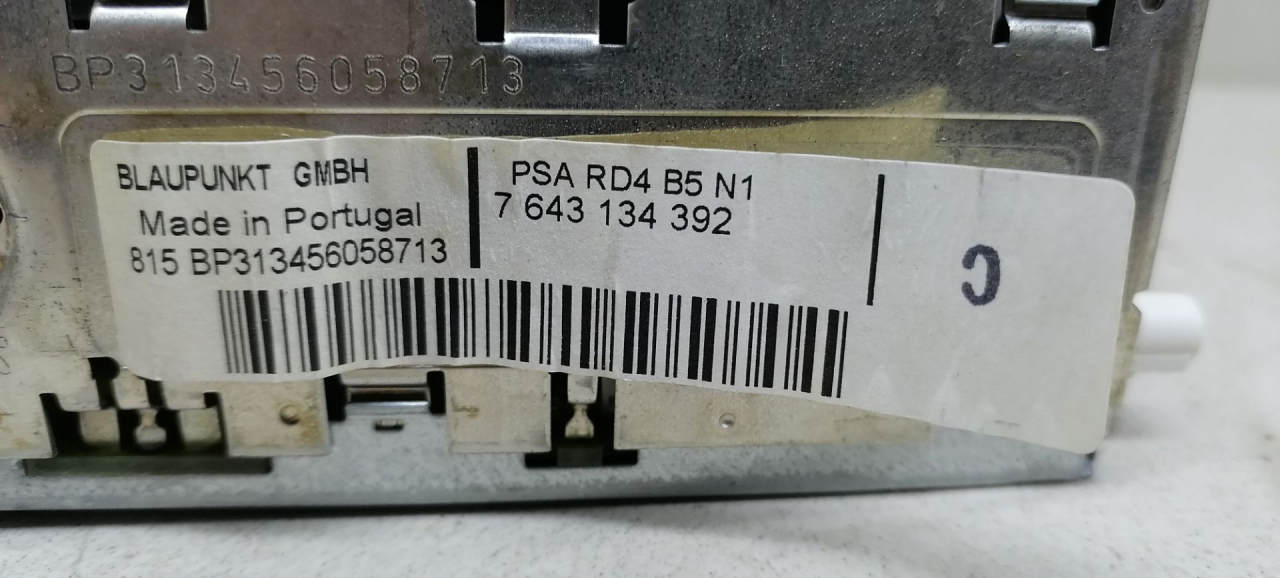 BP313456058713
BLAUPUNKT GMBH
Made in Portugal
815 BP313456058713
PSA RD4 B5 N1
7 643 134 392
C